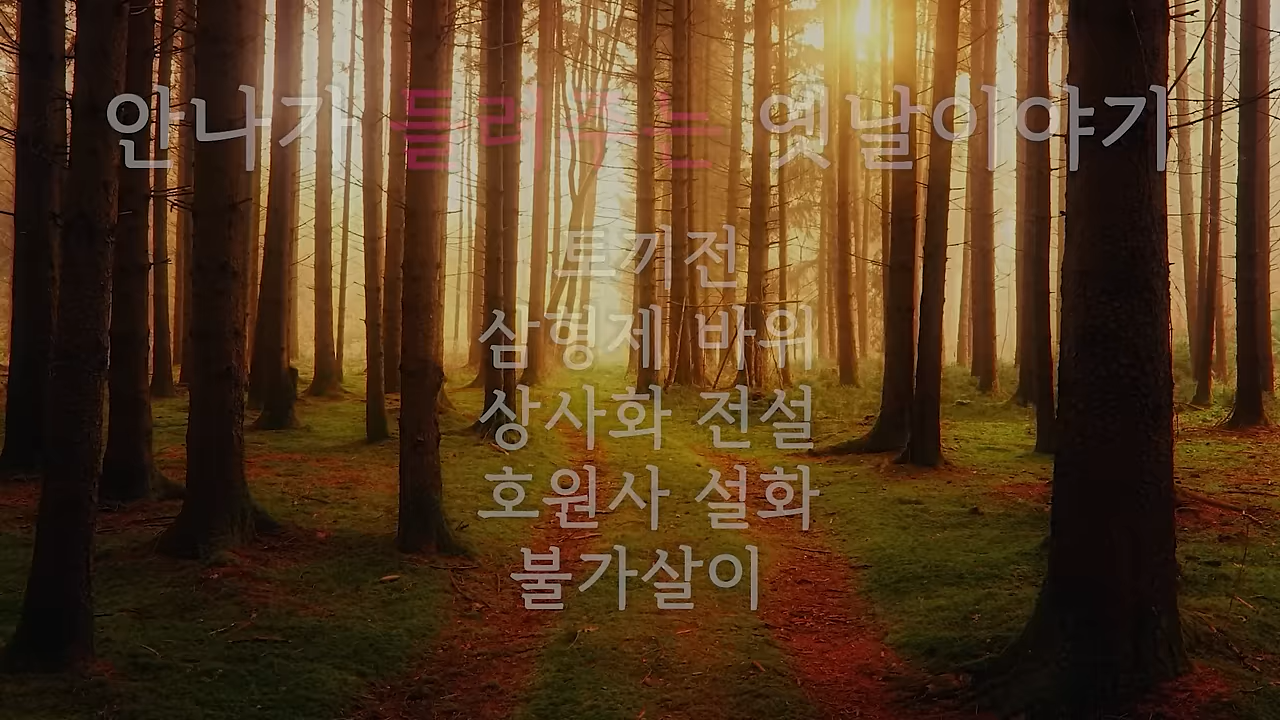 안나가 들려주는 옛날이야기
토끼전
삼형제 바위
상사화 전설
호원사 설화
불가살이